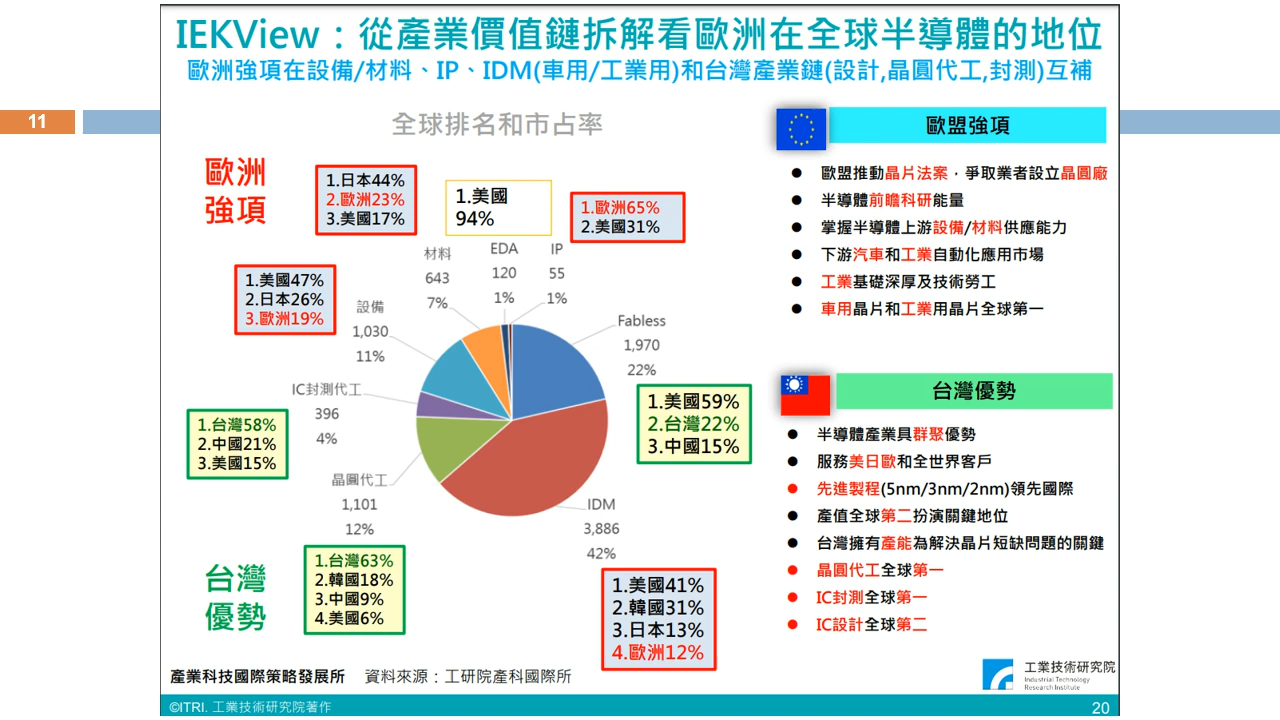 IEKView：從產業價值鏈拆解看歐洲在全球半導體的地位
歐洲強項在設備/材料、IP、IDM(車用/工業用)和台灣產業鏈(設計,晶圓代工,封測)互補
11
全球排名和市占率
歐洲
強項
1.日本44%
2.歐洲23%
3.美國17%
1.美國
94%
1.歐洲65%
2.美國31%
1.美國47%
2.日本26%
3.歐洲19%
材料
643
7%
EDA
120
1%
IP
55
1%
設備
1,030
11%
Fabless
1,970
22%
IC封測代工
396
4%
1.美國59%
2.台灣22%
3.中國15%
1.台灣58%
2.中國21%
3.美國15%
晶圓代工
1,101
12%
IDM
3,886
42%
台灣
優勢
1.台灣63%
2.韓國18%
3.中國9%
4.美國6%
1.美國41%
2.韓國31%
3.日本13%
4.歐洲12%
歐盟強項
● 歐盟推動晶片法案，爭取業者設立晶圓廠
● 半導體前瞻科研能量
● 掌握半導體上游設備/材料供應能力
● 下游汽車和工業自動化應用市場
● 工業基礎深厚及技術勞工
● 車用晶片和工業用晶片全球第一
台灣優勢
● 半導體產業具群聚優勢
● 服務美日歐和全世界客戶
● 先進製程(5nm/3nm/2nm)領先國際
● 產值全球第二扮演關鍵地位
● 台灣擁有產能為解決晶片短缺問題的關鍵
● 晶圓代工全球第一
● IC封測全球第一
● IC設計全球第二
產業科技國際策略發展所 資料來源：工研院產科國際所
工業技術研究院
Industrial Technology
Research Institute
©ITRI. 工業技術研究院著作
20